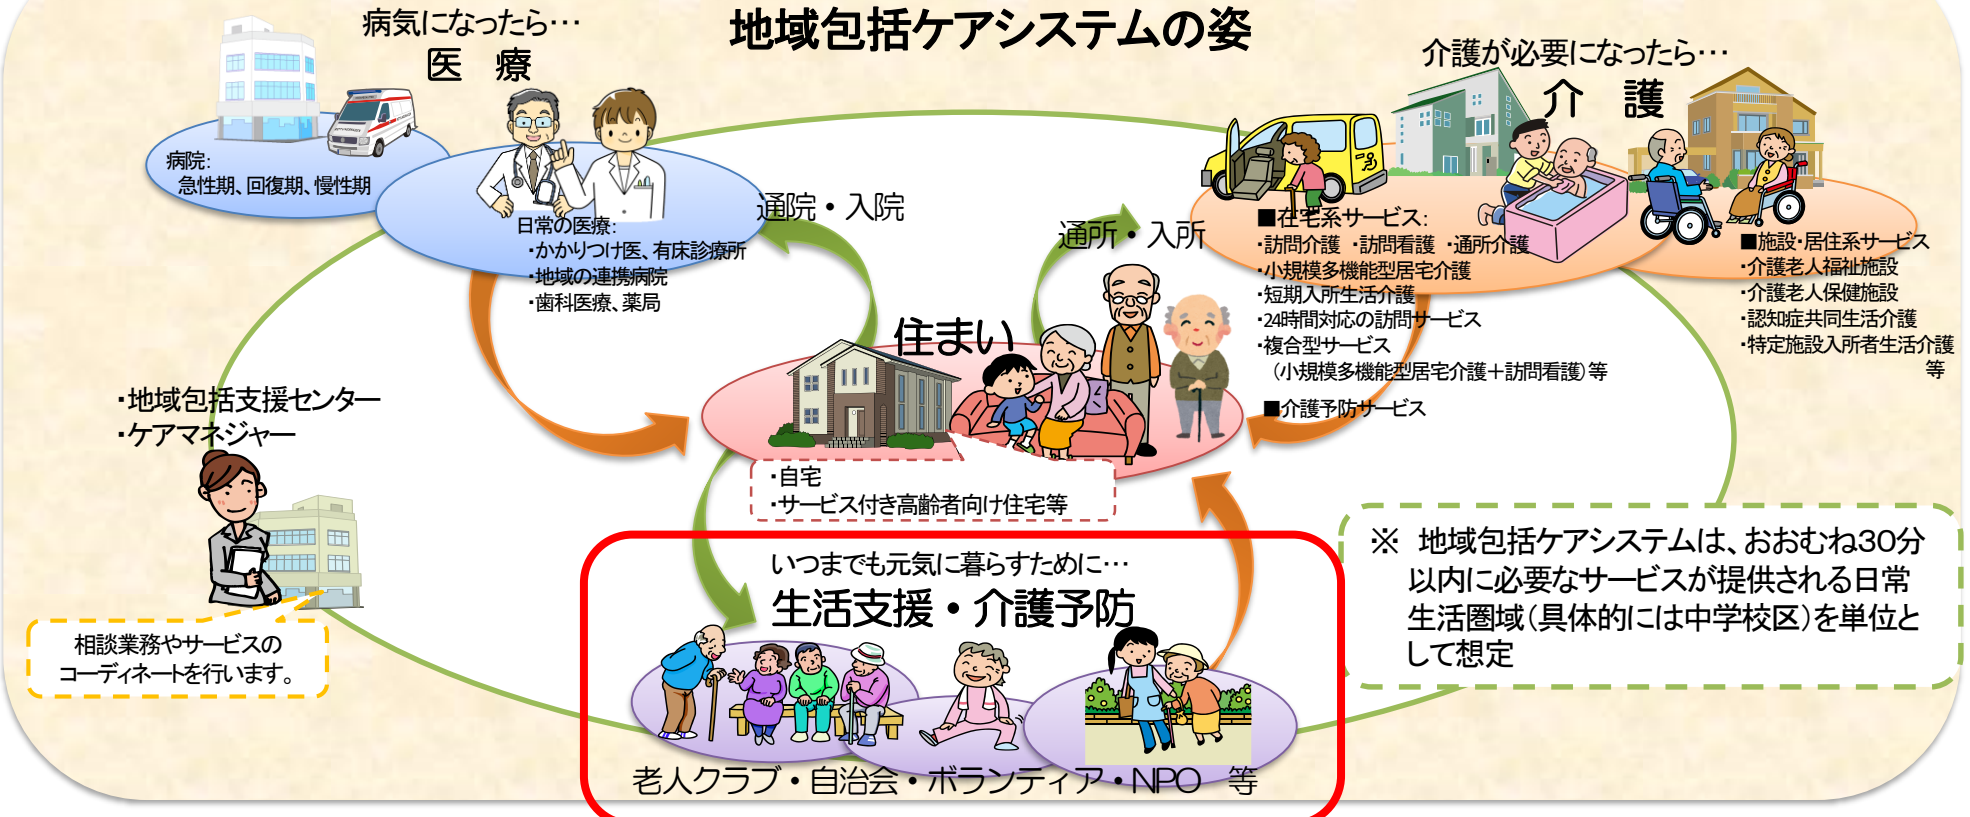 地域包括ケアシステムの姿
病気になったら…
医　療
病院:
急性期、回復期、慢性期
日常の医療:
・かかりつけ医、有床診療所
・地域の連携病院
・歯科医療、薬局
通院・入院
通所・入所
介護が必要になったら…
介　護
■在宅系サービス:
・訪問介護 ・訪問看護 ・通所介護
・小規模多機能型居宅介護
・短期入所生活介護
・24時間対応の訪問サービス
・複合型サービス
（小規模多機能型居宅介護＋訪問看護）等
■介護予防サービス
■施設・居住系サービス
・介護老人福祉施設
・介護老人保健施設
・認知症共同生活介護
・特定施設入所者生活介護
等
住まい
・自宅
・サービス付き高齢者向け住宅等
・地域包括支援センター
・ケアマネジャー
相談業務やサービスの
コーディネートを行います。
いつまでも元気に暮らすために…
生活支援・介護予防
老人クラブ・自治会・ボランティア・NPO　等
※　地域包括ケアシステムは、おおむね30分
以内に必要なサービスが提供される日常
生活圏域（具体的には中学校区）を単位と
して想定